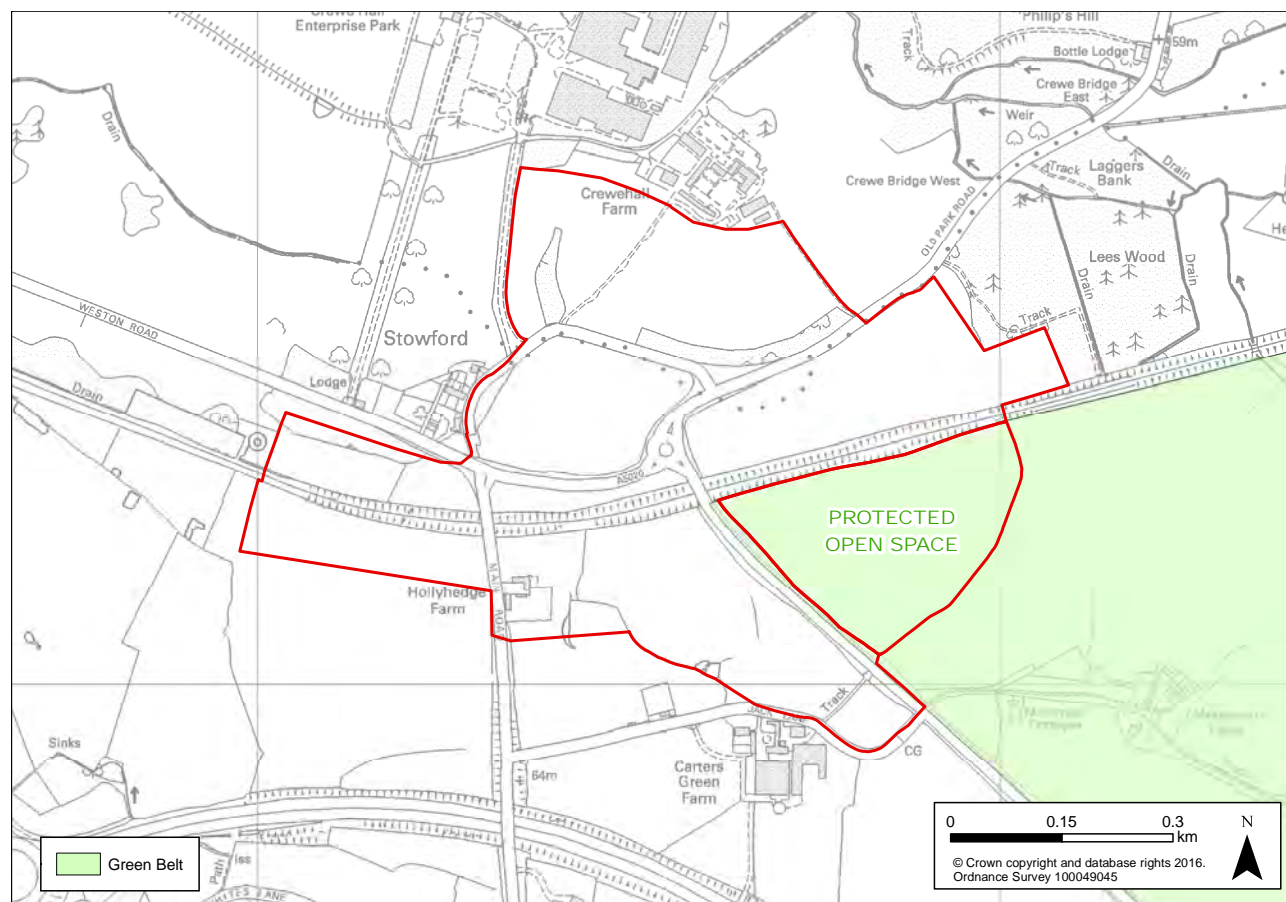 Enterprise Park
Philip's Hill
Track
59m
Bottle Lodge
Crewe Bridge
East
Weir
Drain
Track
Laggers
Bank
Drain
Crewe Bridge West
Crewehall
Farm
OLD PARK ROAD
Lees Wood
Drain
Drain
He
WESTON ROAD
Stowford
Track
Lodge
Drain
A5020
PROTECTED
OPEN SPACE
MAIN ROAD
Hollyhedge
Farm
Track
Sinks
JACK
CG
64m
Carters
Green
Farm
Path
Iss
LANE
Green Belt
0 0.15 0.3
km
N
© Crown copyright and database rights 2016.
Ordnance Survey 100049045